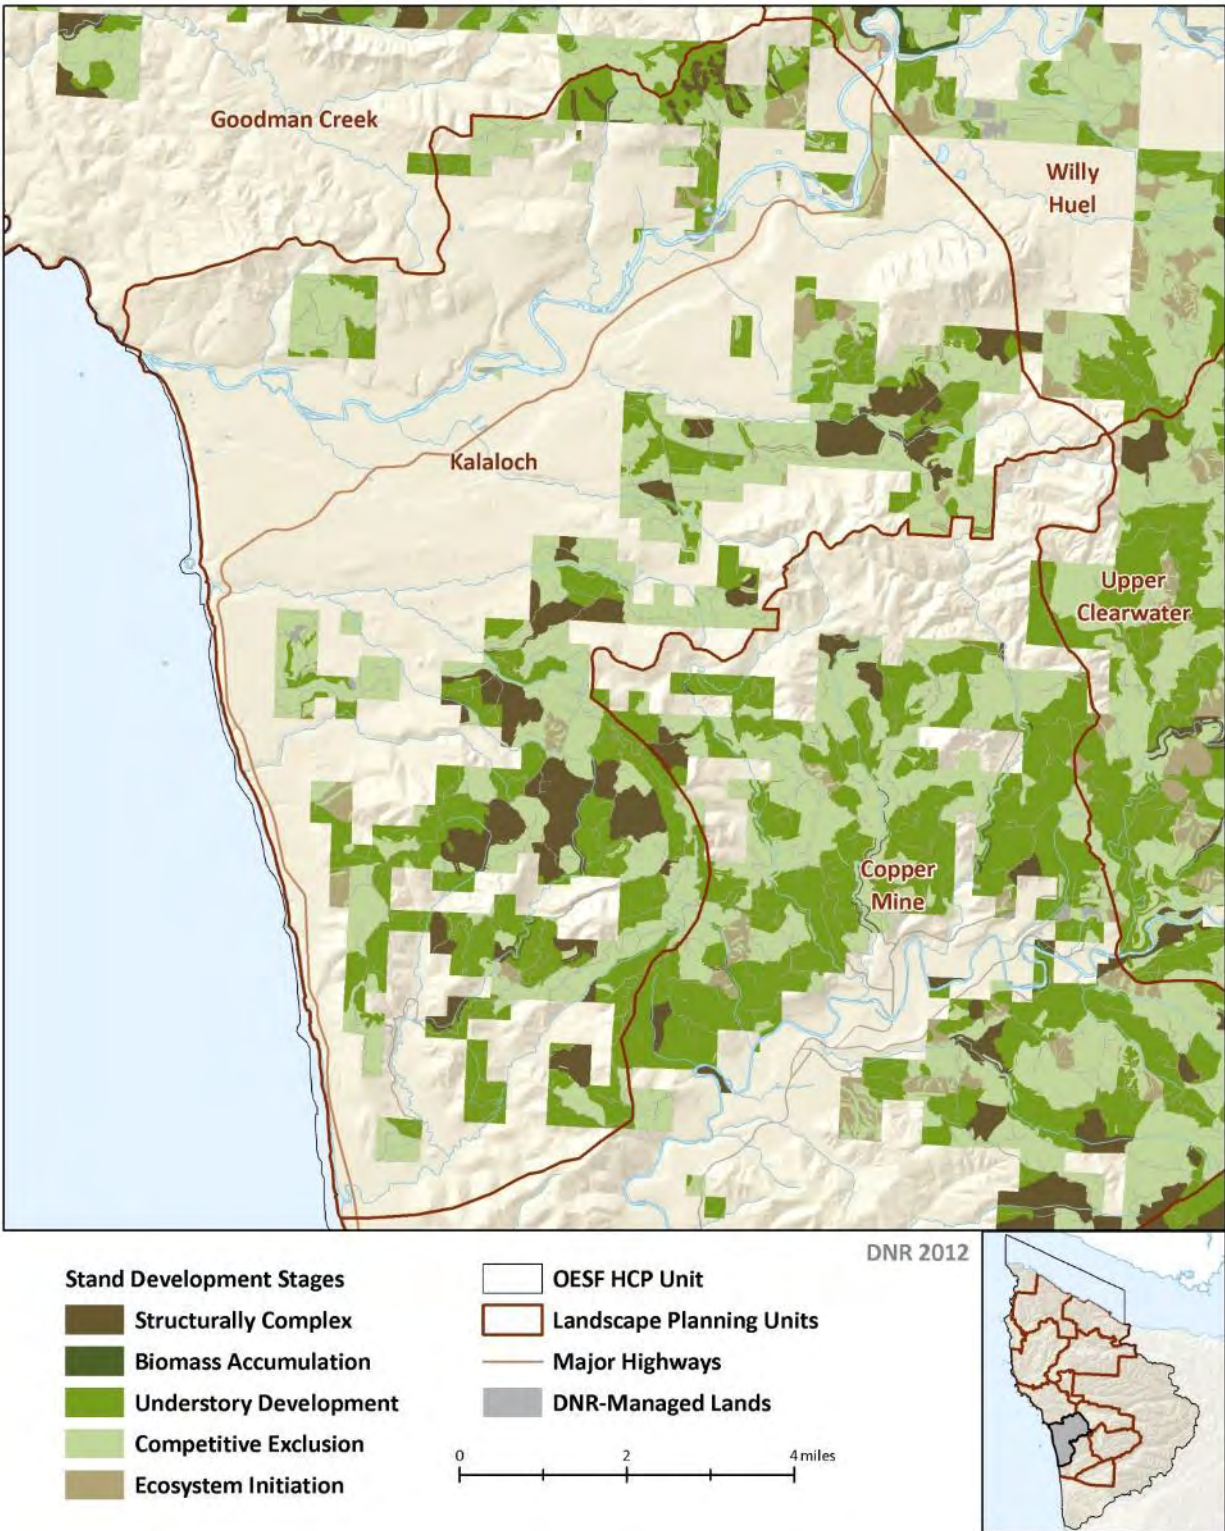 Goodman Creek
Willy
Huel
Kalaloch
Upper
Clearwater
Copper
Mine
DNR 2012
Stand Development Stages
Structurally Complex
Biomass Accumulation
Understory Development
Competitive Exclusion
Ecosystem Initiation
OESF HCP Unit
Landscape Planning Units
Major Highways
DNR-Managed Lands
0 2 4 miles